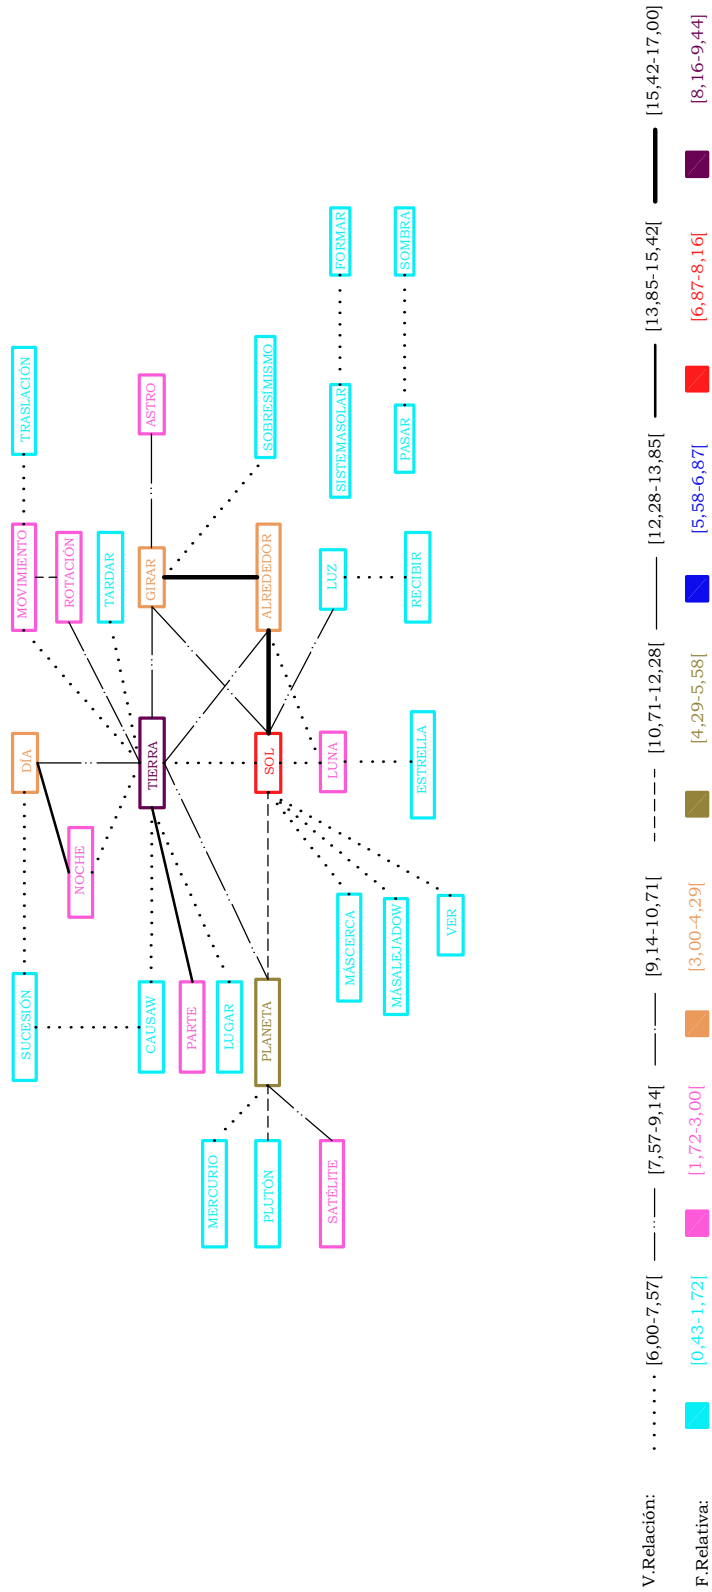 SUCESIÓN
DÍA
MOVIMIENTO
TRASLACIÓN
NOCHE
ROTACIÓN
TARDAR
CAUSAW
TIERRA
GIRAR
ASTRO
PARTE
MERCURIO
LUGAR
PLUTÓN
PLANETA
SOL
ALREDEDOR
SOBRESÍMISMO
SATÉLITE
LUNA
LUZ
SISTEMASOLAR
FORMAR
MÁSCERCA
MÁSALEJADOW
PASAR
SOMBRA
ESTRELLA
RECIBIR
VER
V.Relación: [6,00-7,57[ [7,57-9,14[ [9,14-10,71[ [10,71-12,28[ [12,28-13,85[ [13,85-15,42[ [15,42-17,00[
F.Relativa: [0,43-1,72[ [1,72-3,00[ [3,00-4,29[ [4,29-5,58[ [5,58-6,87[ [6,87-8,16[ [8,16-9,44[